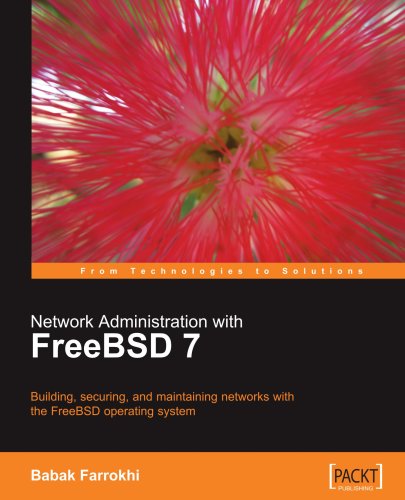 From Technologies to Solutions
Network Administration with
FreeBSD 7
Building, securing, and maintaining networks with
the FreeBSD operating system
Babak Farrokhi
[PACKT]
PUBLISHING